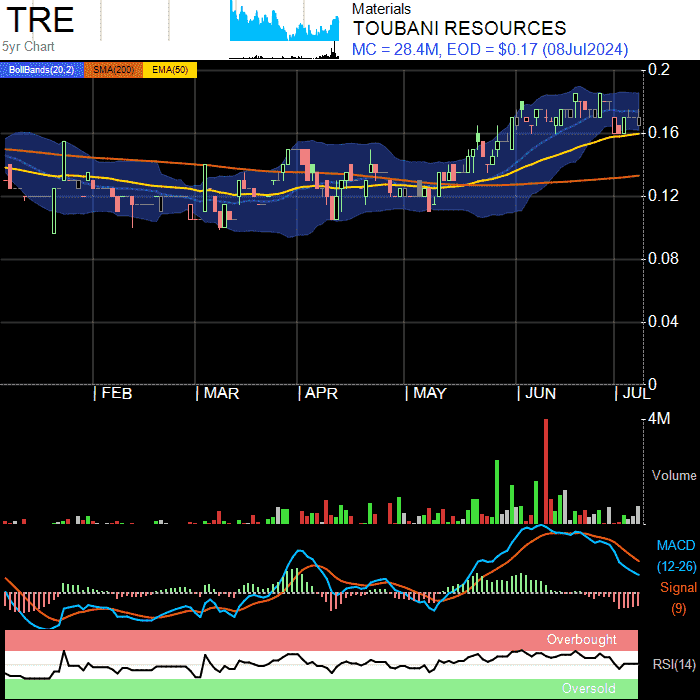 TRE
5yr Chart
Materials
TOUBANI RESOURCES
MC = 28.4M, EOD = $0.17 (08Jul2024)
BollBands(20,2) SMA(200) EMA(50)
0.2
0.16
0.12
0.08
0.04
0
FEB MAR APR MAY JUN JUL
4M
Volume
MACD
(12-26)
Signal
(9)
Overbought
RSI(14)
Oversold